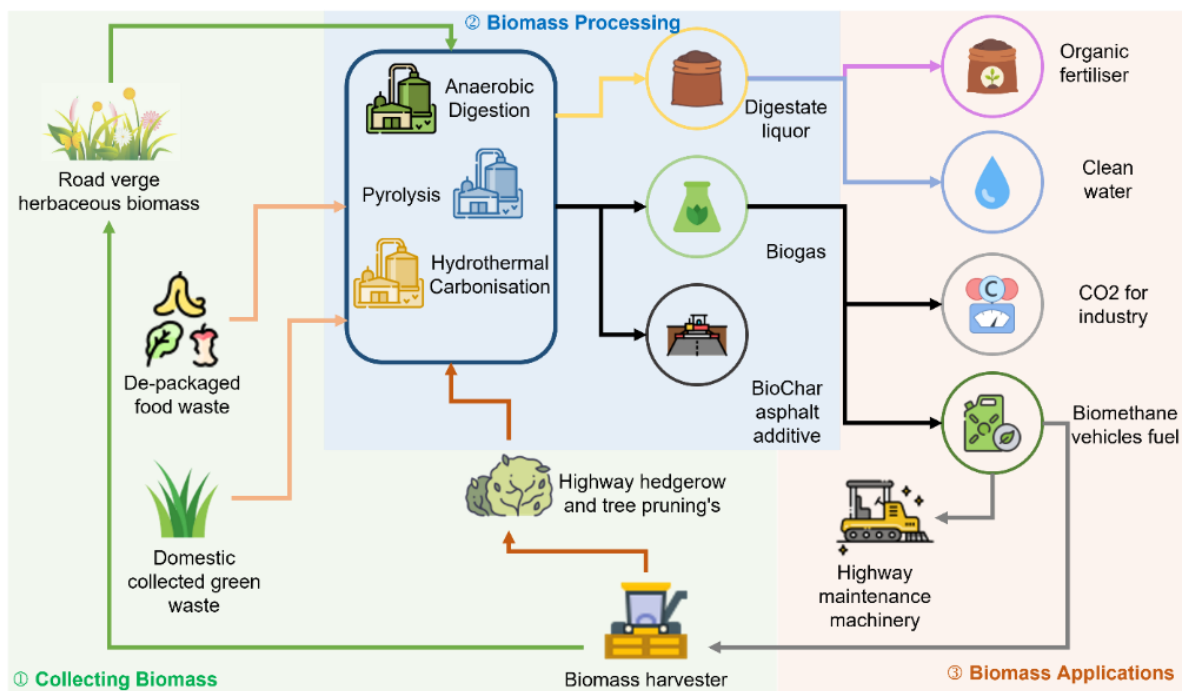 ② Biomass Processing
Anaerobic
Digestion
Pyrolysis
Hydrothermal
Carbonisation
Road verge
herbaceous biomass
De-packaged
food waste
Domestic
collected green
waste
Highway hedgerow
and tree pruning's
Biomass harvester
① Collecting Biomass
Digestate
liquor
Biogas
BioChar
asphalt
additive
Organic
fertiliser
Clean
water
C
CO2 for
industry
Biomethane
vehicles fuel
Highway
maintenance
machinery
③ Biomass Applications